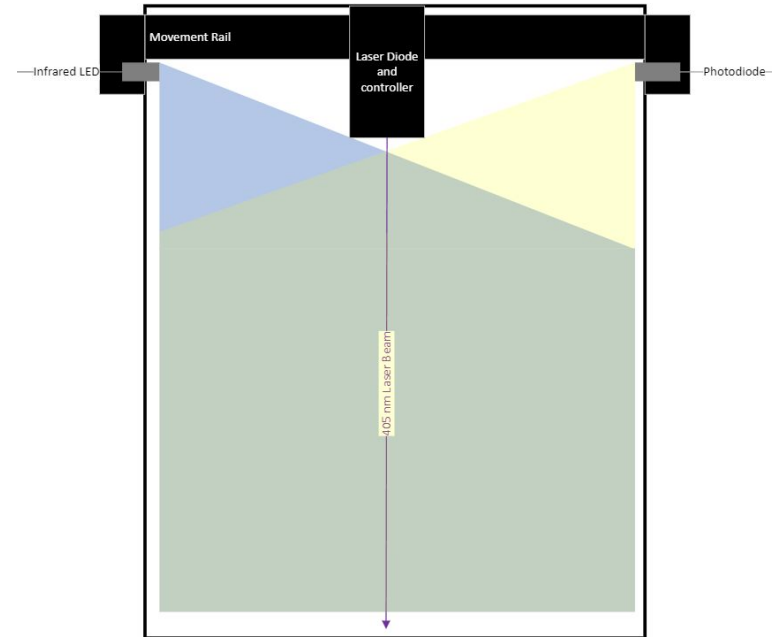 Movement Rail
Laser Diode
and
controller
Infrared LED
Photodiode
405 nm Laser Beam